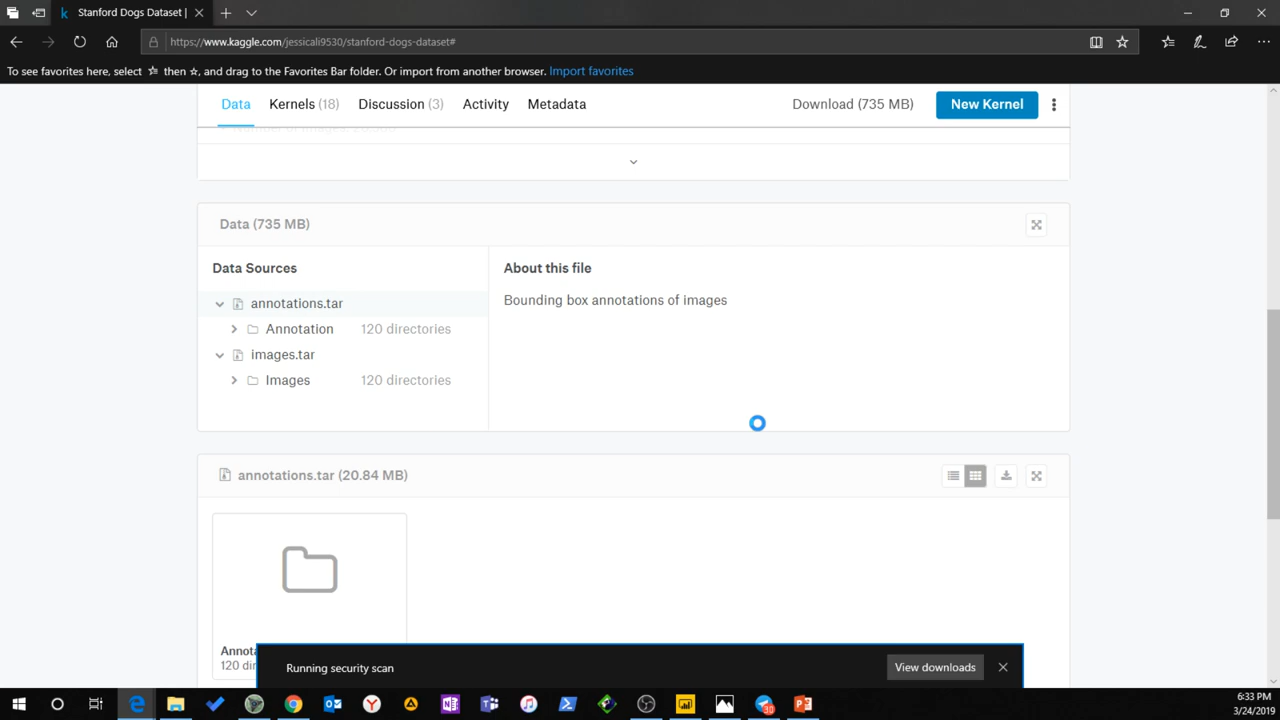 Stanford Dogs Dataset |
https://www.kaggle.com/jessicali9530/stanford-dogs-dataset#
To see favorites here, select then ☆, and drag to the Favorites Bar folder. Or import from another browser. Import favorites
Data Kernels (18) Discussion (3) Activity Metadata Download (735 MB) New Kernel
Data (735 MB)
Data Sources
annotations.tar
Annotation 120 directories
images.tar
Images 120 directories
About this file
Bounding box annotations of images
annotations.tar (20.84 MB)
Annota
120 dir
Running security scan View downloads
6:33 PM
3/24/2019